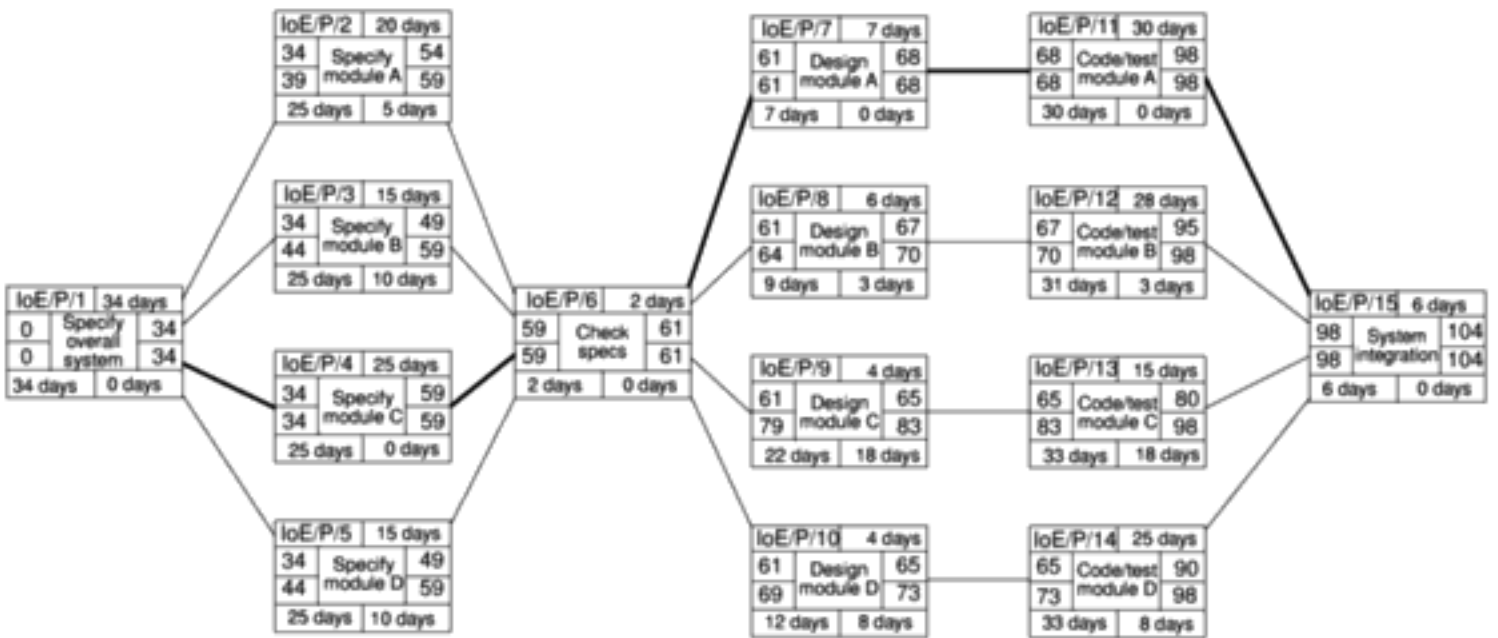 IoE/P/1 34 days
0 Specify overall system 34
0 34
34 days 0 days
IoE/P/2 20 days
34 Specify module A 54
39 59
25 days 5 days
IoE/P/3 15 days
34 Specify module B 49
44 59
25 days 10 days
IoE/P/4 25 days
34 Specify module C 59
34 59
25 days 0 days
IoE/P/5 15 days
34 Specify module D 49
44 59
25 days 10 days
IoE/P/6 2 days
59 Check specs 61
59 61
2 days 0 days
IoE/P/7 7 days
61 Design module A 68
61 68
7 days 0 days
IoE/P/8 6 days
61 Design module B 67
64 70
9 days 3 days
IoE/P/9 4 days
61 Design module C 65
79 83
22 days 18 days
IoE/P/10 4 days
61 Design module D 65
69 73
12 days 8 days
IoE/P/11 30 days
68 Code/test module A 98
68 98
30 days 0 days
IoE/P/12 28 days
67 Code/test module B 95
70 98
31 days 3 days
IoE/P/13 15 days
65 Code/test module C 80
83 98
33 days 18 days
IoE/P/14 25 days
65 Code/test module D 90
73 98
33 days 8 days
IoE/P/15 6 days
98 System integration 104
98 104
6 days 0 days